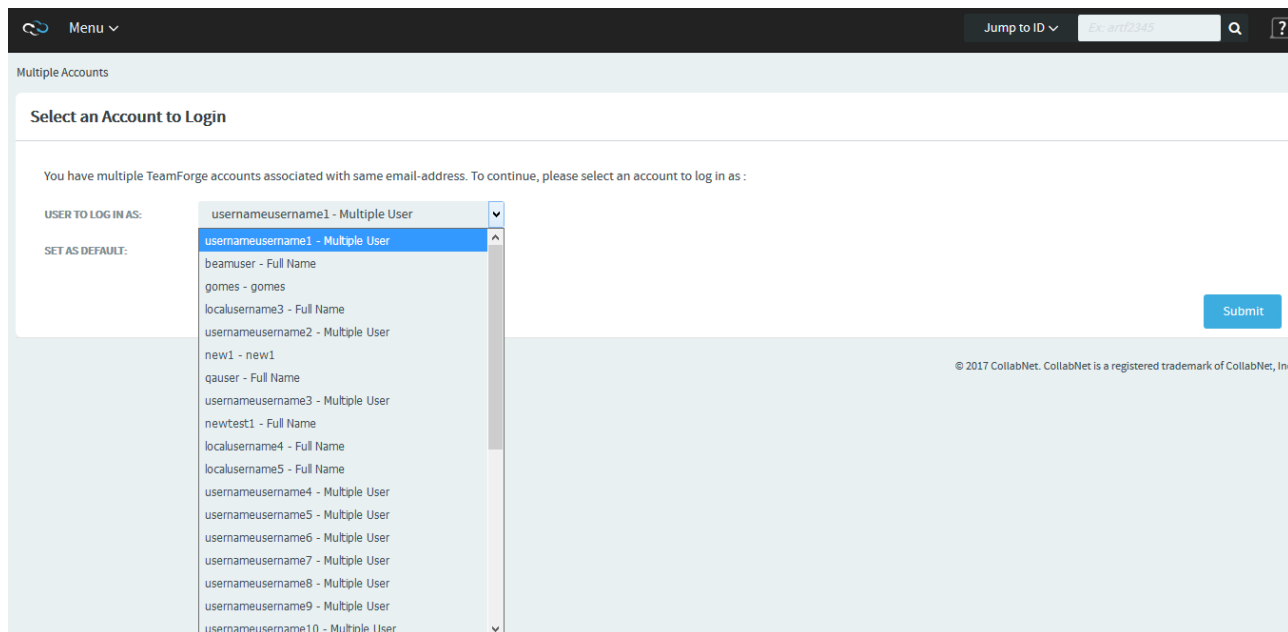 Menu
Jump to ID
Ex: artf2345
?
Multiple Accounts
Select an Account to Login
You have multiple TeamForge accounts associated with same email-address. To continue, please select an account to log in as :
USER TO LOG IN AS:
usernameusername1 - Multiple User
SET AS DEFAULT:
usernameusername1 - Multiple User
beamuser - Full Name
gomes - gomes
localusername3 - Full Name
usernameusername2 - Multiple User
new1 - new1
qauser - Full Name
usernameusername3 - Multiple User
newtest1 - Full Name
localusername4 - Full Name
localusername5 - Full Name
usernameusername4 - Multiple User
usernameusername5 - Multiple User
usernameusername6 - Multiple User
usernameusername7 - Multiple User
usernameusername8 - Multiple User
usernameusername9 - Multiple User
usernameusername10 - Multiple User
Submit
© 2017 CollabNet. CollabNet is a registered trademark of CollabNet,